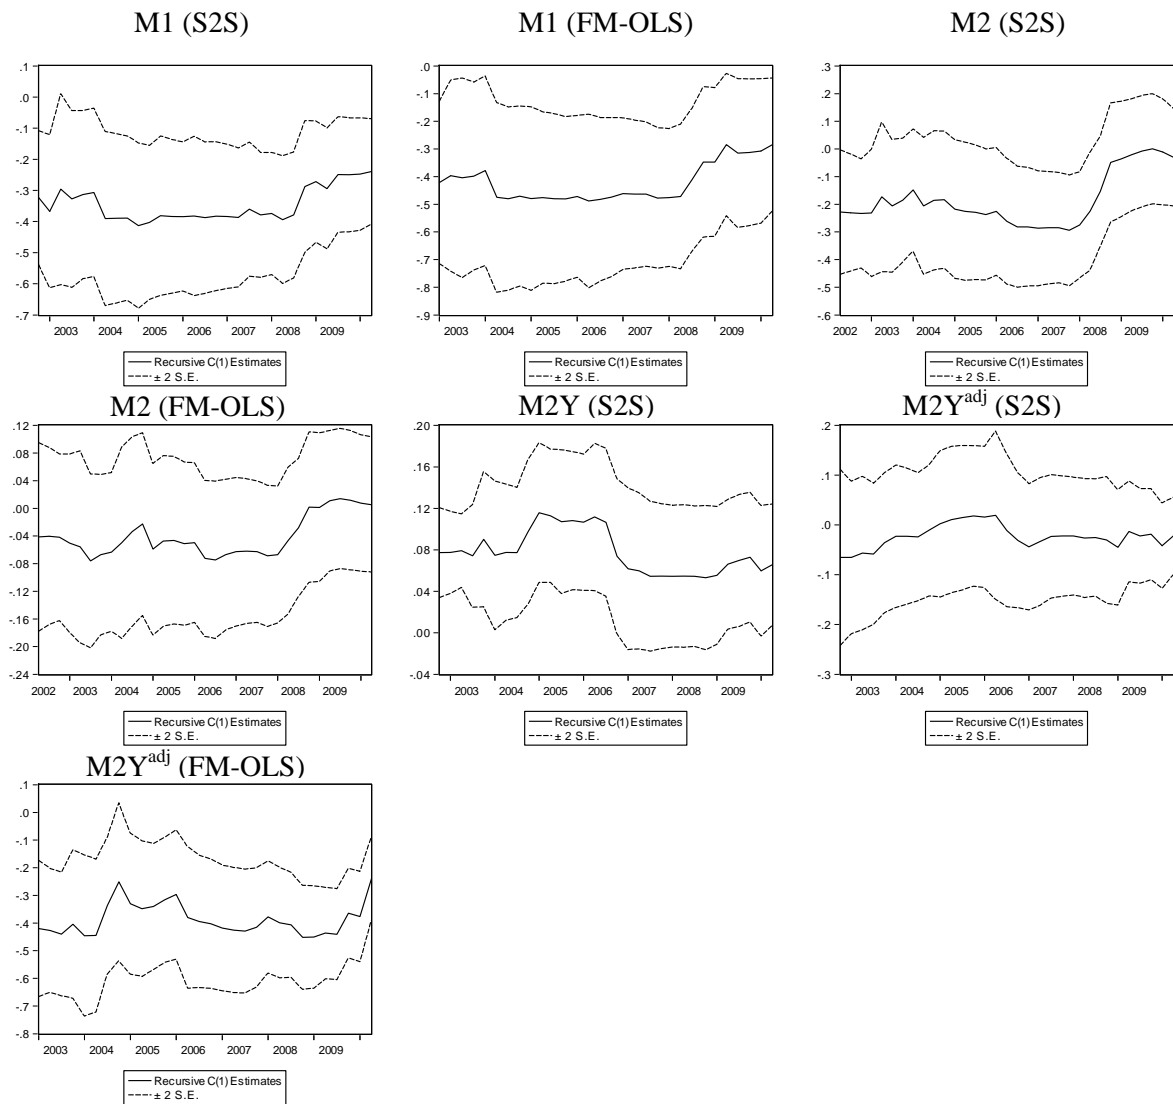 M1 (S2S)
.1
.0
-.1
-.2
-.3
-.4
-.5
-.6
-.7
2003 2004 2005 2006 2007 2008 2009
Recursive C(1) Estimates
± 2 S.E.
M1 (FM-OLS)
.0
-.1
-.2
-.3
-.4
-.5
-.6
-.7
-.8
-.9
2003 2004 2005 2006 2007 2008 2009
Recursive C(1) Estimates
± 2 S.E.
M2 (S2S)
.3
.2
.1
.0
-.1
-.2
-.3
-.4
-.5
-.6
2002 2003 2004 2005 2006 2007 2008 2009
Recursive C(1) Estimates
± 2 S.E.
M2 (FM-OLS)
.12
.08
.04
.00
-.04
-.08
-.12
-.16
-.20
-.24
2002 2003 2004 2005 2006 2007 2008 2009
Recursive C(1) Estimates
± 2 S.E.
M2Y (S2S)
.20
.16
.12
.08
.04
.00
-.04
2003 2004 2005 2006 2007 2008 2009
Recursive C(1) Estimates
± 2 S.E.
M2Y^adj (S2S)
.2
.1
.0
-.1
-.2
-.3
2003 2004 2005 2006 2007 2008 2009
Recursive C(1) Estimates
± 2 S.E.
M2Y^adj (FM-OLS)
.1
.0
-.1
-.2
-.3
-.4
-.5
-.6
-.7
-.8
2003 2004 2005 2006 2007 2008 2009
Recursive C(1) Estimates
± 2 S.E.